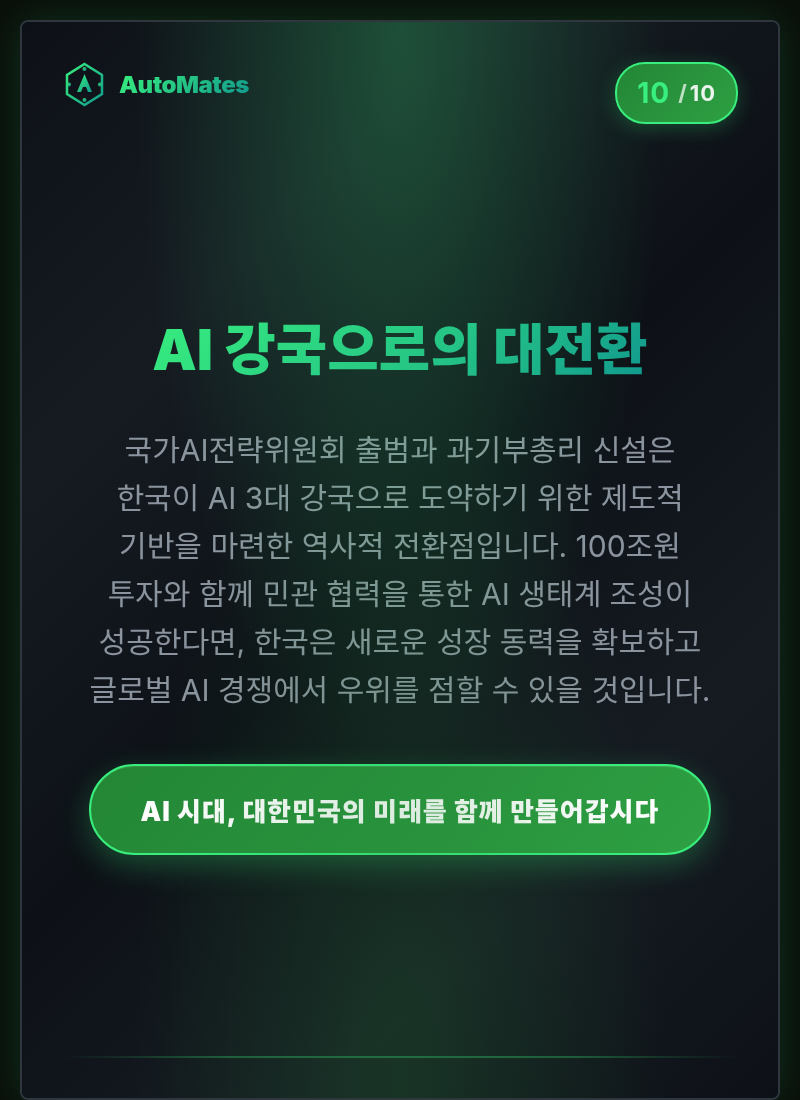 AutoMates
10 /10
AI 강국으로의 대전환
국가AI전략위원회 출범과 과기부총리 신설은
한국이 AI 3대 강국으로 도약하기 위한 제도적
기반을 마련한 역사적 전환점입니다. 100조원
투자와 함께 민관 협력을 통한 AI 생태계 조성이
성공한다면, 한국은 새로운 성장 동력을 확보하고
글로벌 AI 경쟁에서 우위를 점할 수 있을 것입니다.
AI 시대, 대한민국의 미래를 함께 만들어갑시다